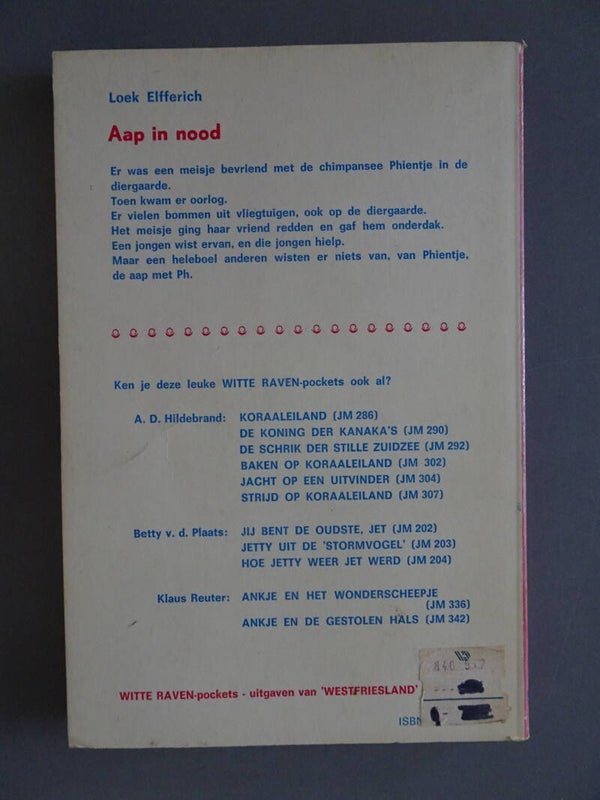 Loek Elfferich
Aap in nood
Er was een meisje bevriend met de chimpansee Phientje in de
diergaarde.
Toen kwam er oorlog.
Er vielen bommen uit vliegtuigen, ook op de diergaarde.
Het meisje ging haar vriend redden en gaf hem onderdak.
Een jongen wist ervan, en die jongen hielp.
Maar een heleboel anderen wisten er niets van, van Phientje,
de aap met Ph.
Ken je deze leuke WITTE RAVEN-pockets ook al?
A. D. Hildebrand: KORAALEILAND (JM 286)
DE KONING DER KANAKA'S (JM 290)
DE SCHRIK DER STILLE ZUIDZEE (JM 292)
BAKEN OP KORAALEILAND (JM 302)
JACHT OP EEN UITVINDER (JM 304)
STRIJD OP KORAALEILAND (JM 307)
Betty v. d. Plaats: JIJ BENT DE OUDSTE, JET (JM 202)
JETTY UIT DE 'STORMVOGEL' (JM 203)
HOE JETTY WEER JET WERD (JM 204)
Klaus Reuter: ANKJE EN HET WONDERSCHEEPJE
(JM 336)
ANKJE EN DE GESTOLEN HALS (JM 342)
840
WITTE RAVEN-pockets - uitgaven van 'WESTFRIESLAND'
ISBN